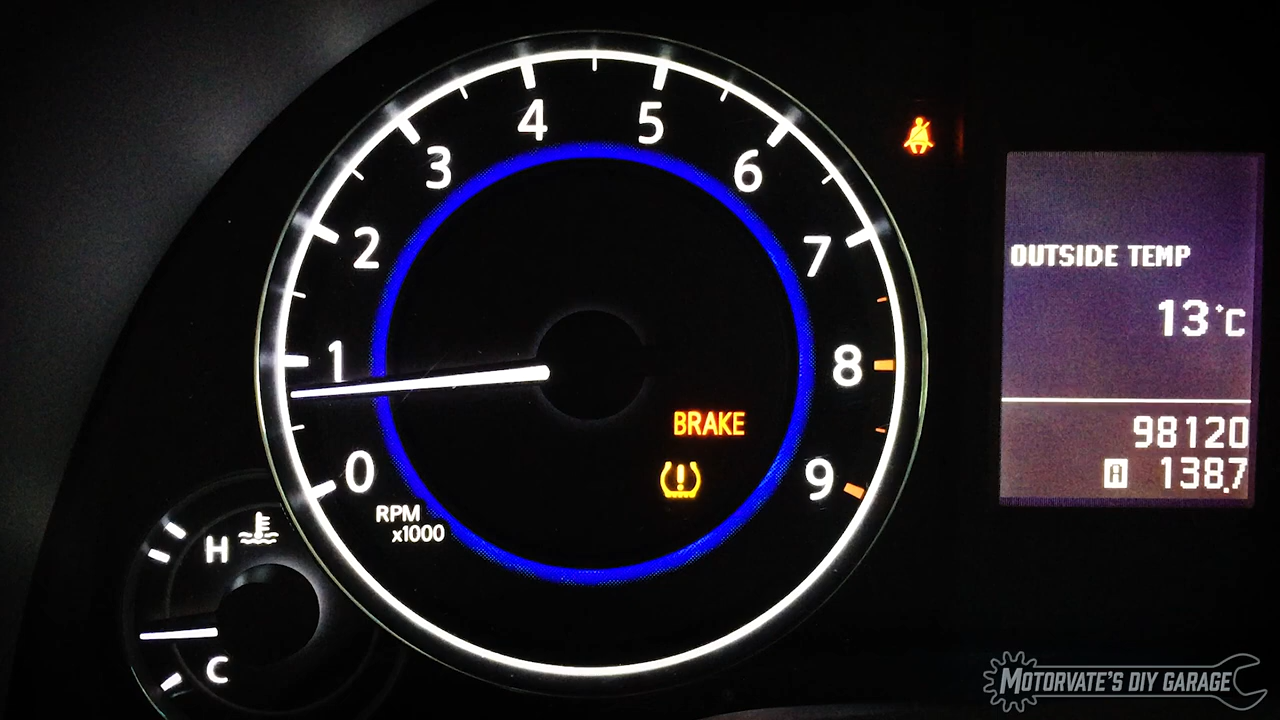 4 5
3 6
2 7
1 8
0 9
RPM
x1000
BRAKE
H
C
OUTSIDE TEMP
13°C
98120
A 138.7
MOTORVATE'S DIY GARAGE